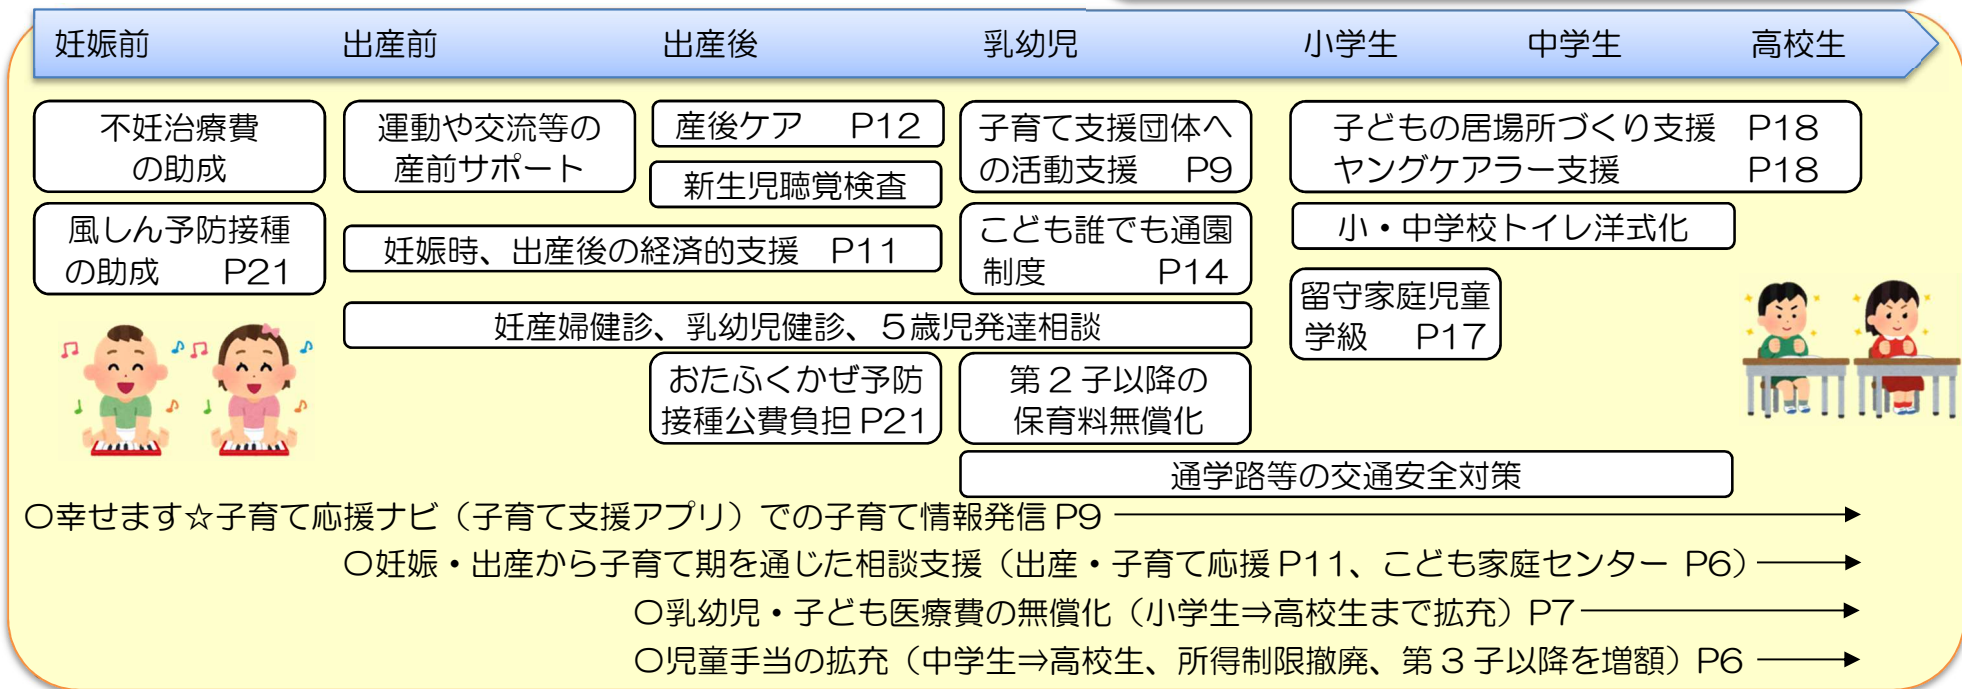 妊娠前 出産前 出産後 乳幼児 小学生 中学生 高校生
不妊治療費
の助成
風しん予防接種
の助成 P21
運動や交流等の
産前サポート
産後ケア P12
新生児聴覚検査
妊娠時、出産後の経済的支援 P11
妊産婦健診、乳幼児健診、5歳児発達相談
おたふくかぜ予防
接種公費負担 P21
子育て支援団体へ
の活動支援 P9
こども誰でも通園
制度 P14
第2子以降の
保育料無償化
子どもの居場所づくり支援 P18
ヤングケアラー支援 P18
小・中学校トイレ洋式化
留守家庭児童
学級 P17
通学路等の交通安全対策
〇幸せます☆子育て応援ナビ（子育て支援アプリ）での子育て情報発信 P9
〇妊娠・出産から子育て期を通じた相談支援（出産・子育て応援 P11、こども家庭センター P6）
〇乳幼児・子ども医療費の無償化（小学生⇒高校生まで拡充）P7
〇児童手当の拡充（中学生⇒高校生、所得制限撤廃、第3子以降を増額）P6